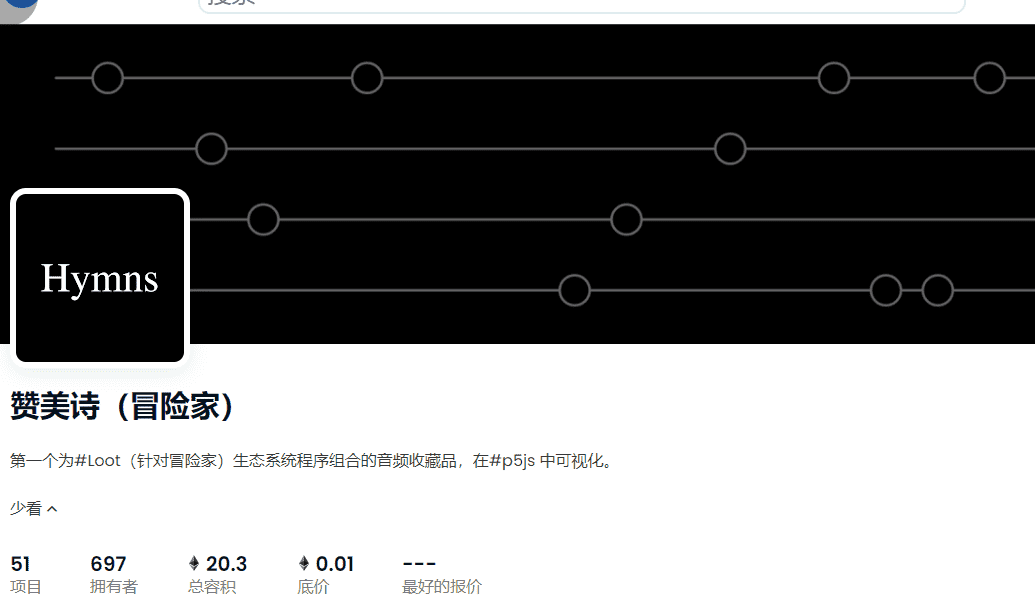 搜索
Hymns
赞美诗（冒险家）
第一个为#Loot（针对冒险家）生态系统程序组合的音频收藏品，在#p5js 中可视化。
少看
51 697 20.3 0.01 ---
项目 拥有者 总容积 底价 最好的报价